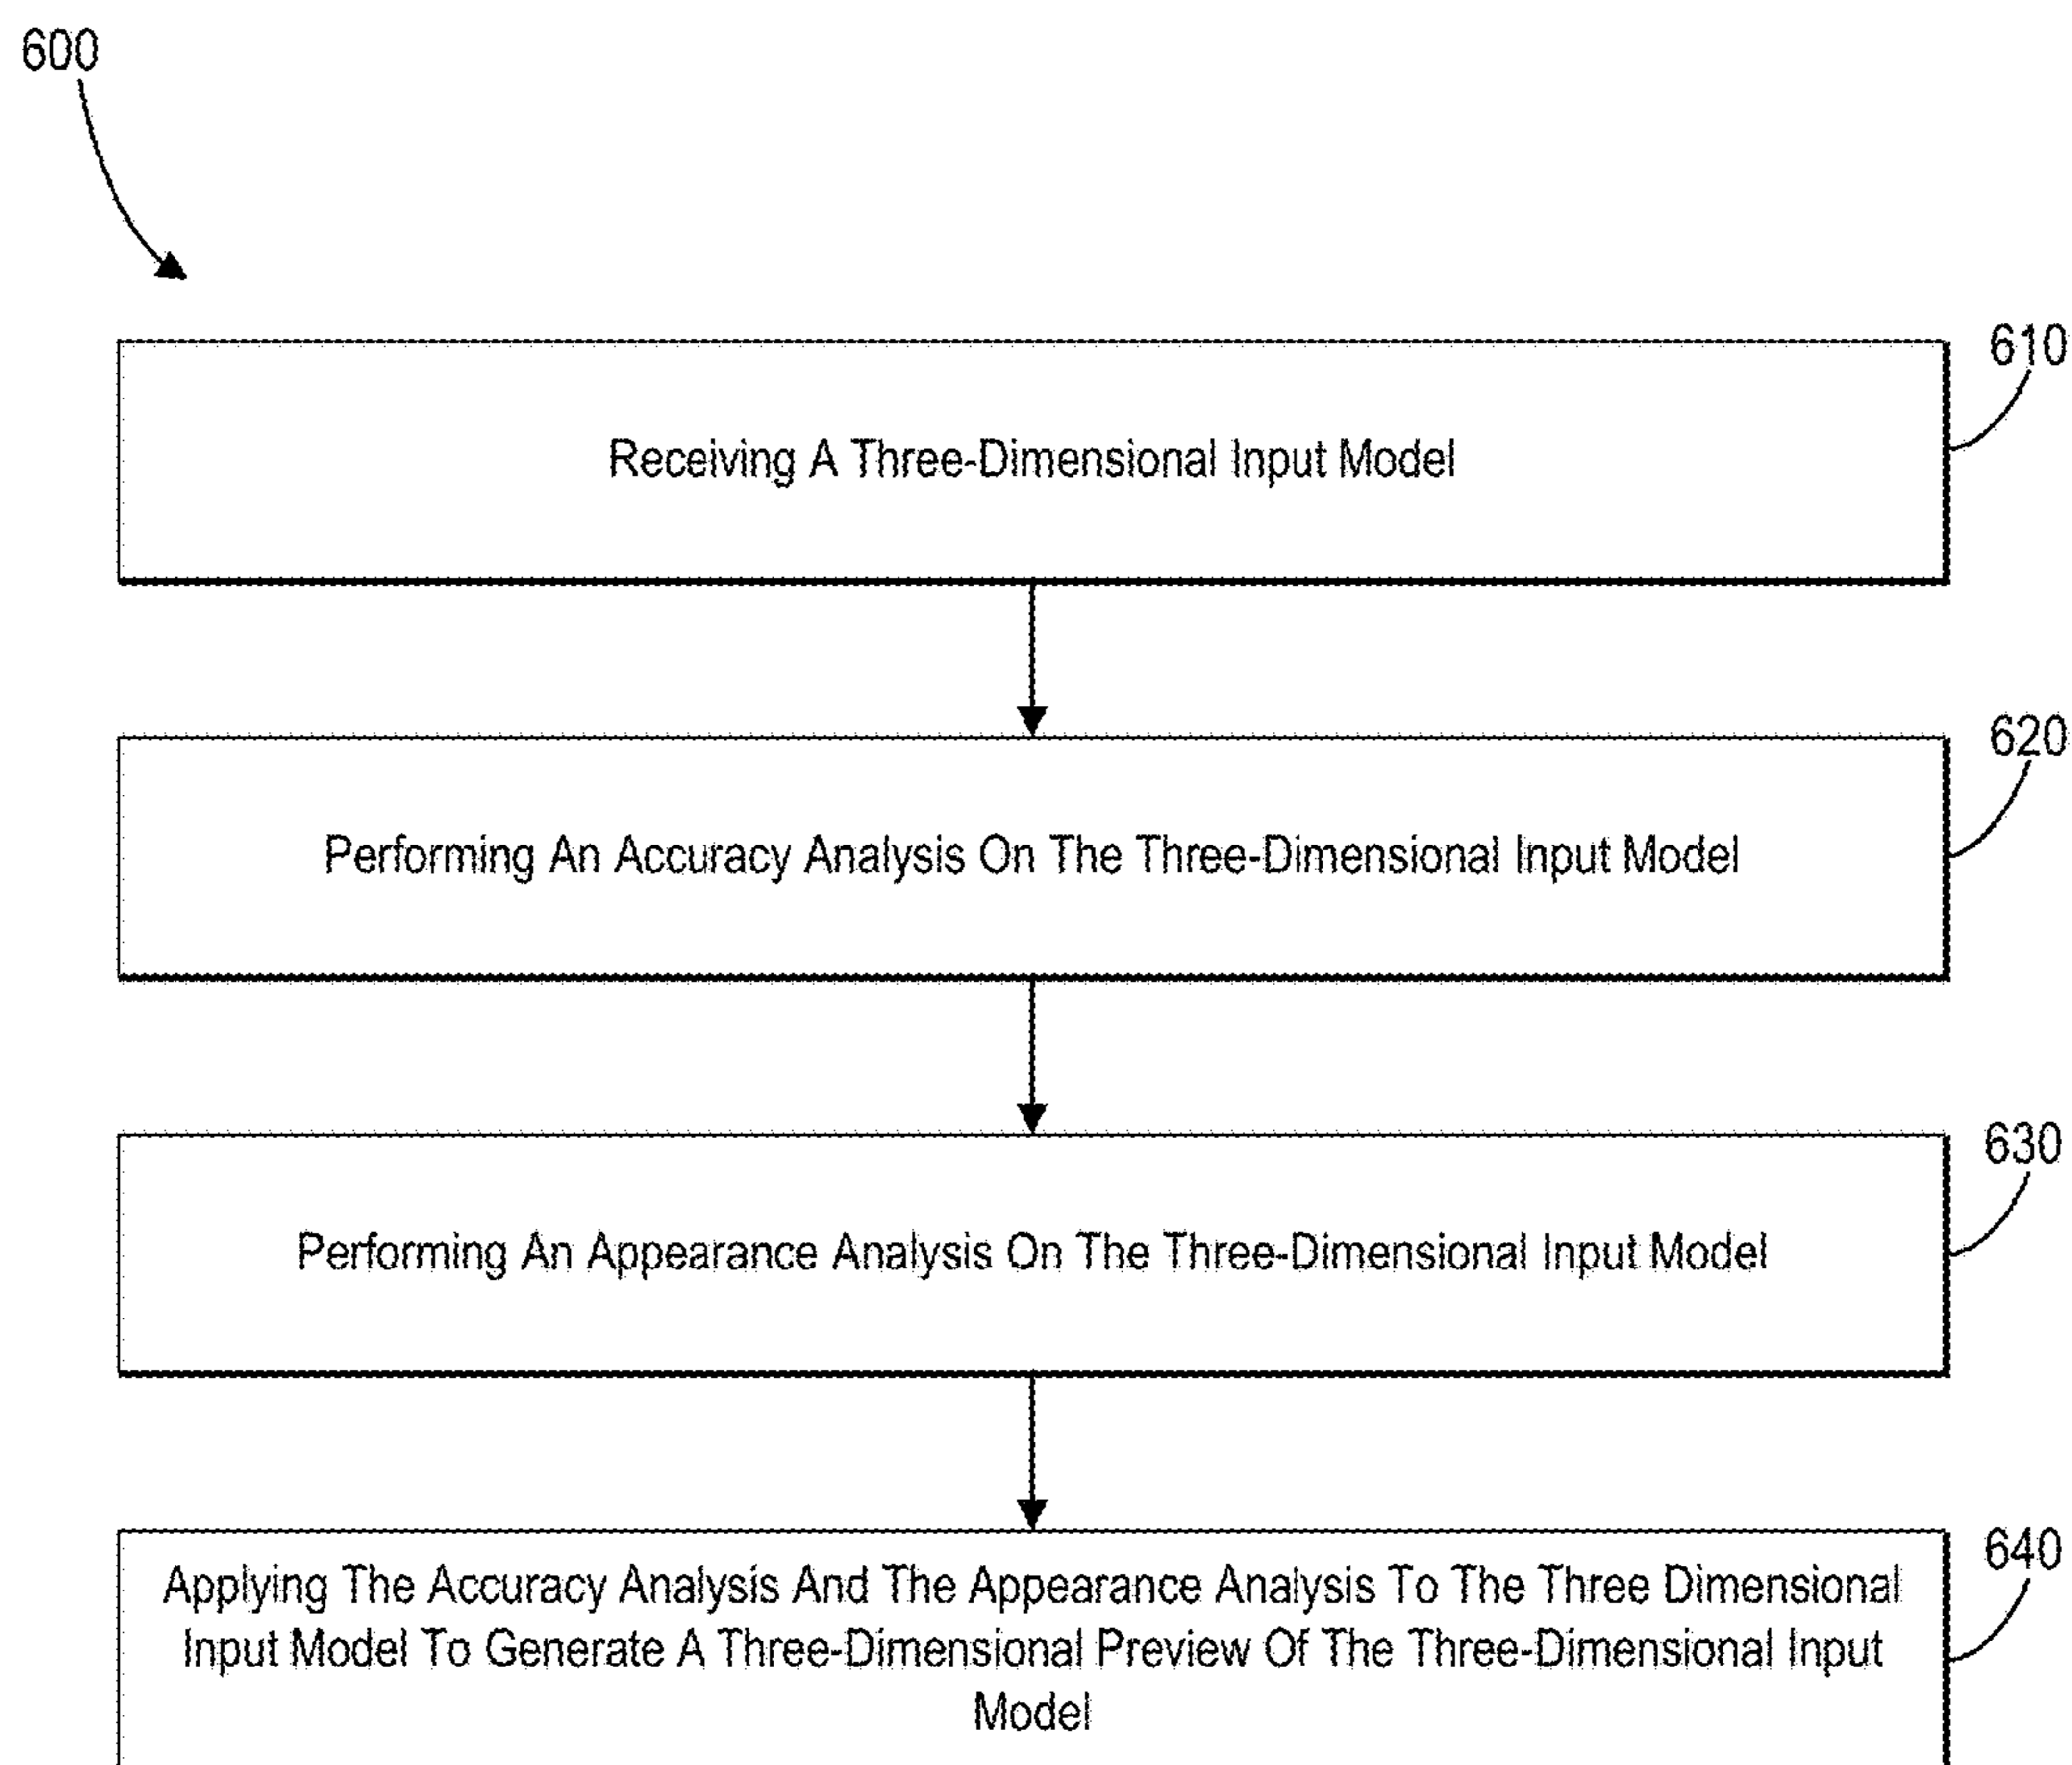 600
610
Receiving A Three-Dimensional Input Model
620
Performing An Accuracy Analysis On The Three-Dimensional Input Model
630
Performing An Appearance Analysis On The Three-Dimensional Input Model
640
Applying The Accuracy Analysis And The Appearance Analysis To The Three Dimensional
Input Model To Generate A Three-Dimensional Preview Of The Three-Dimensional Input
Model